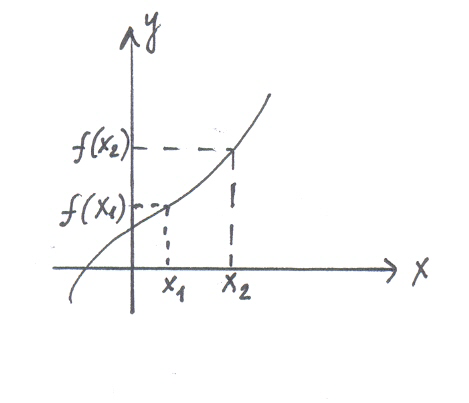 y
f(x₂)
f(x₁)
x₁ x₂
x